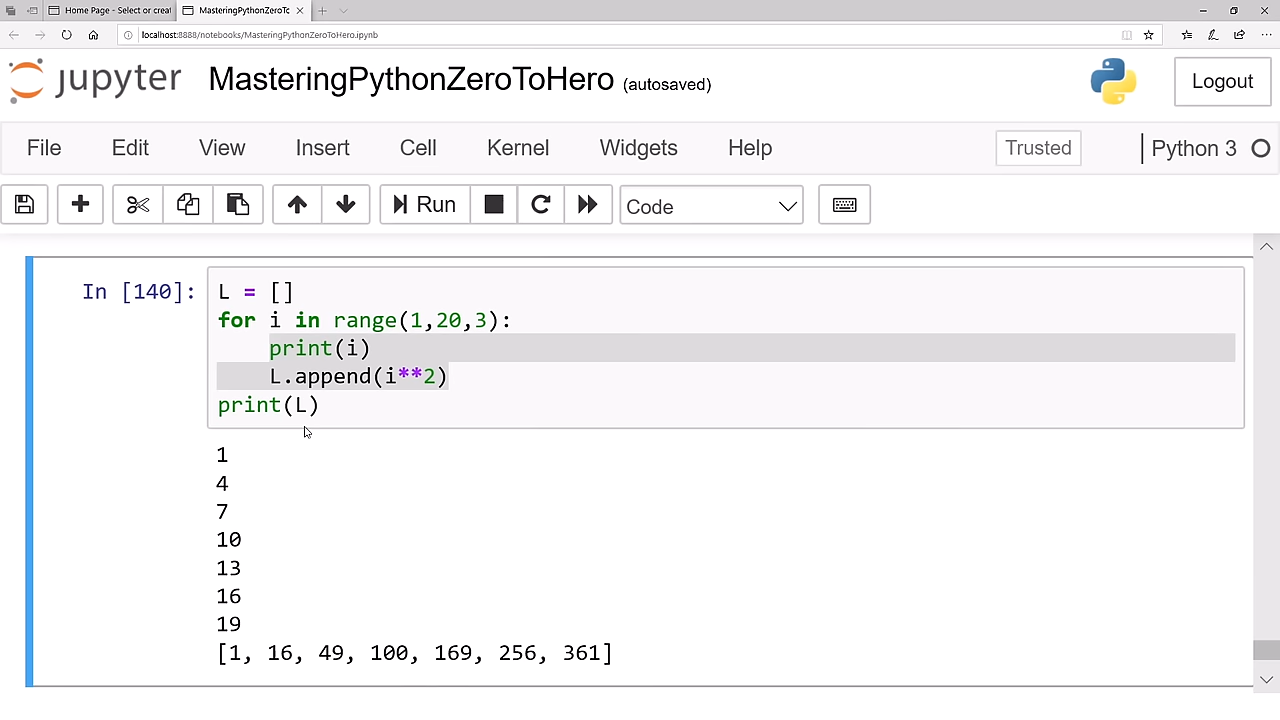 Home Page - Select or creat
MasteringPythonZeroToc
localhost:8888/notebooks/MasteringPythonZeroToHero.ipynb
jupyter MasteringPythonZeroToHero (autosaved) Logout
File Edit View Insert Cell Kernel Widgets Help Trusted Python 3
Run Code
In [140]:
L = []
for i in range(1,20,3):
    print(i)
    L.append(i**2)
print(L)
1
4
7
10
13
16
19
[1, 16, 49, 100, 169, 256, 361]